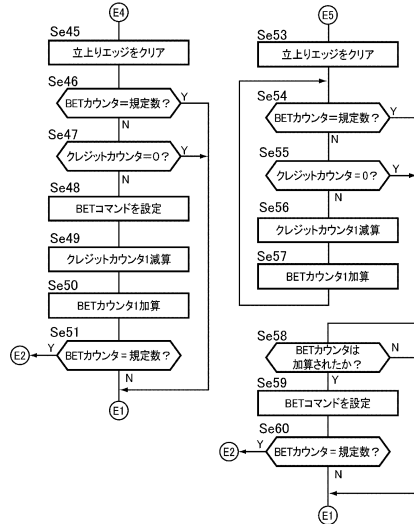 E4
Se45
立上りエッジをクリア
Se46
BETカウンタ=規定数?
Y
N
Se47
クレジットカウンタ=0?
Y
N
Se48
BETコマンドを設定
Se49
クレジットカウンタ1減算
Se50
BETカウンタ1加算
Se51
Y
E2
BETカウンタ=規定数?
N
E1
E5
Se53
立上りエッジをクリア
Se54
BETカウンタ=規定数?
Y
N
Se55
クレジットカウンタ=0?
Y
N
Se56
クレジットカウンタ1減算
Se57
BETカウンタ1加算
Se58
BETカウンタは
加算されたか?
N
Y
Se59
BETコマンドを設定
Se60
Y
E2
BETカウンタ=規定数?
N
E1